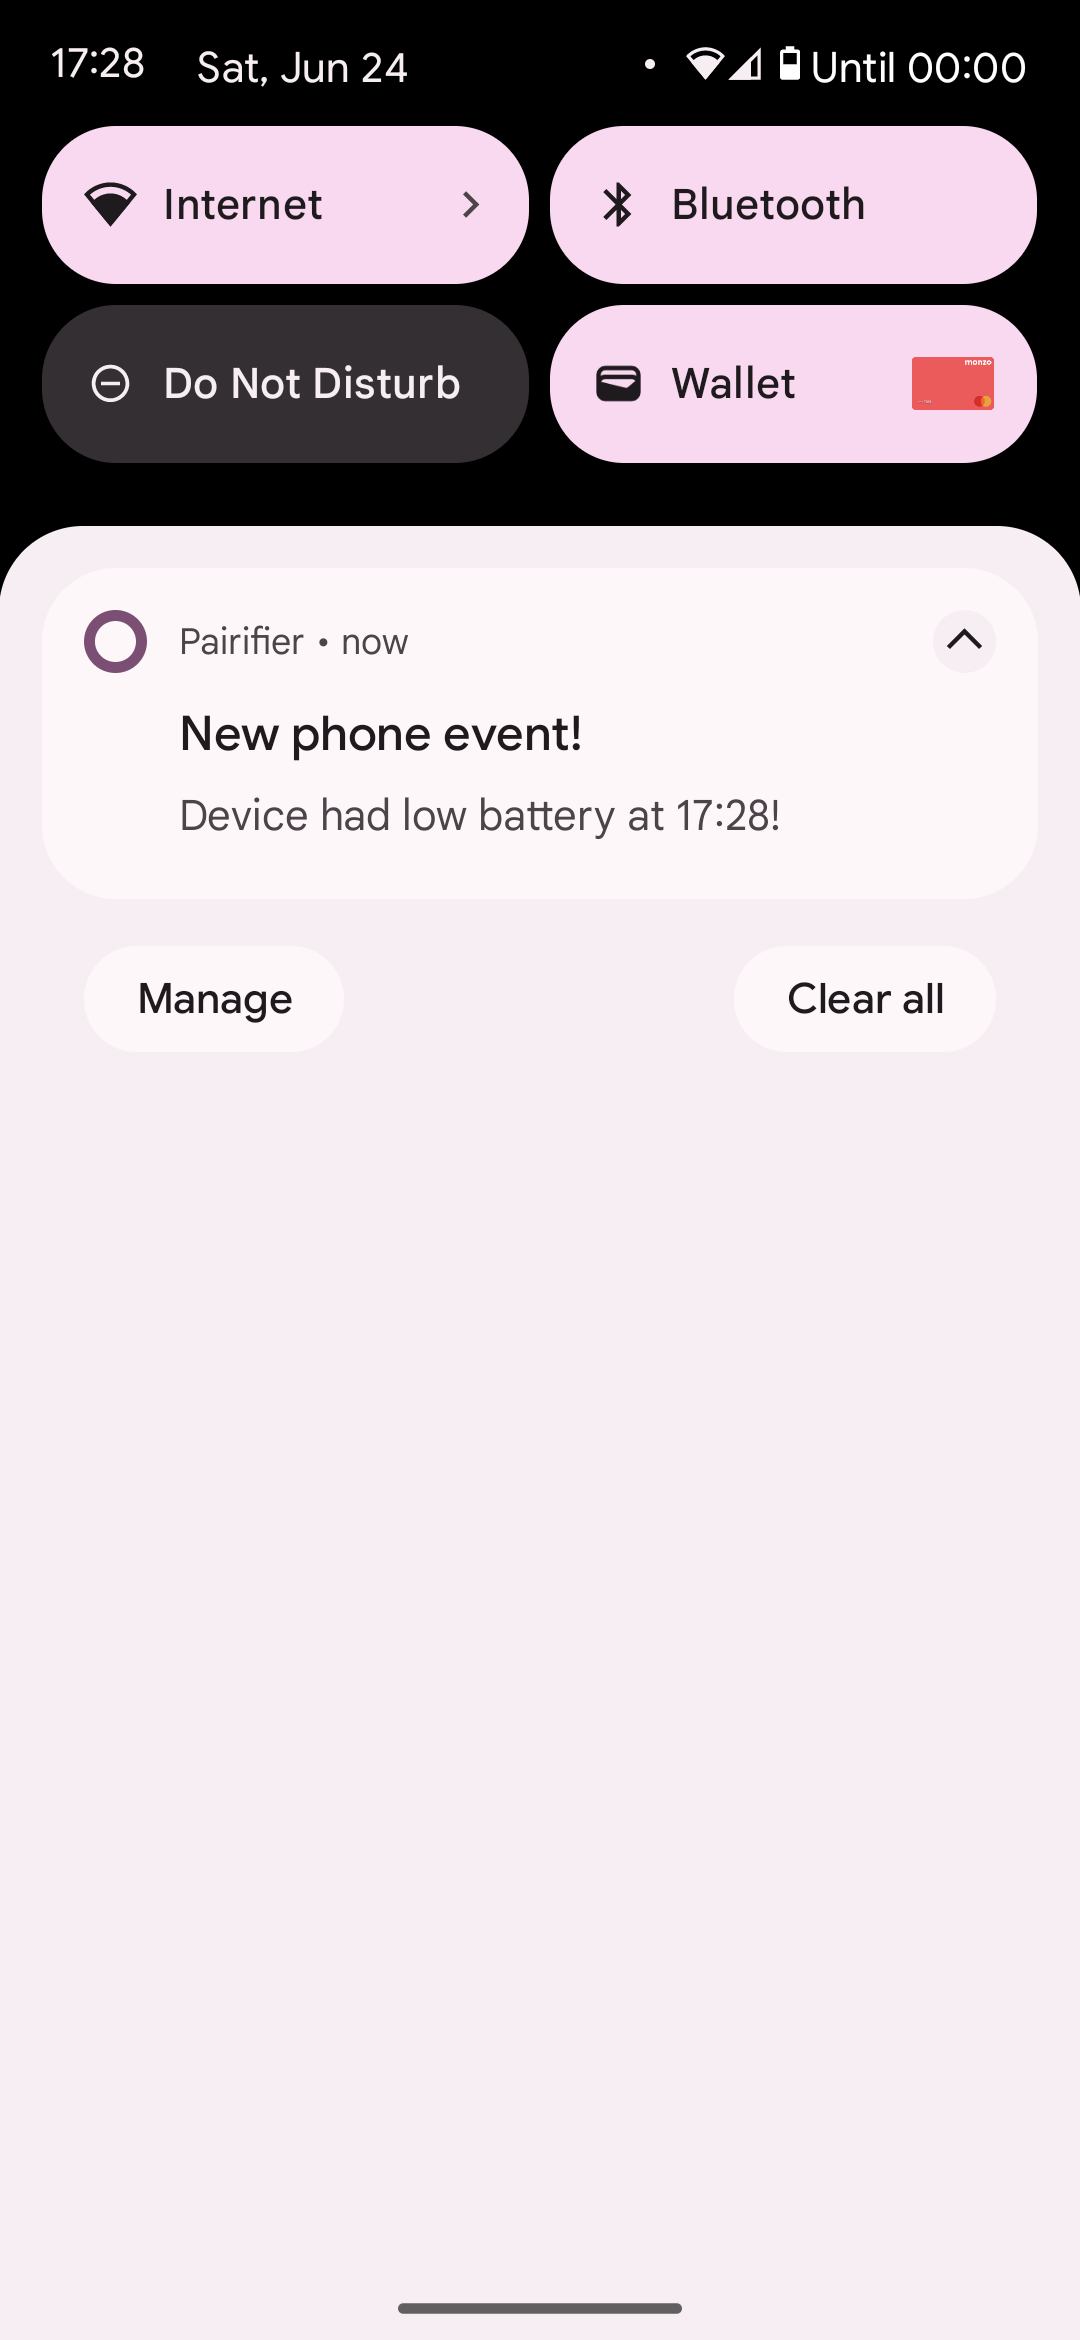 17:28 Sat, Jun 24 Until 00:00
Internet Bluetooth
Do Not Disturb Wallet monzo
Pairifier • now
New phone event!
Device had low battery at 17:28!
Manage Clear all